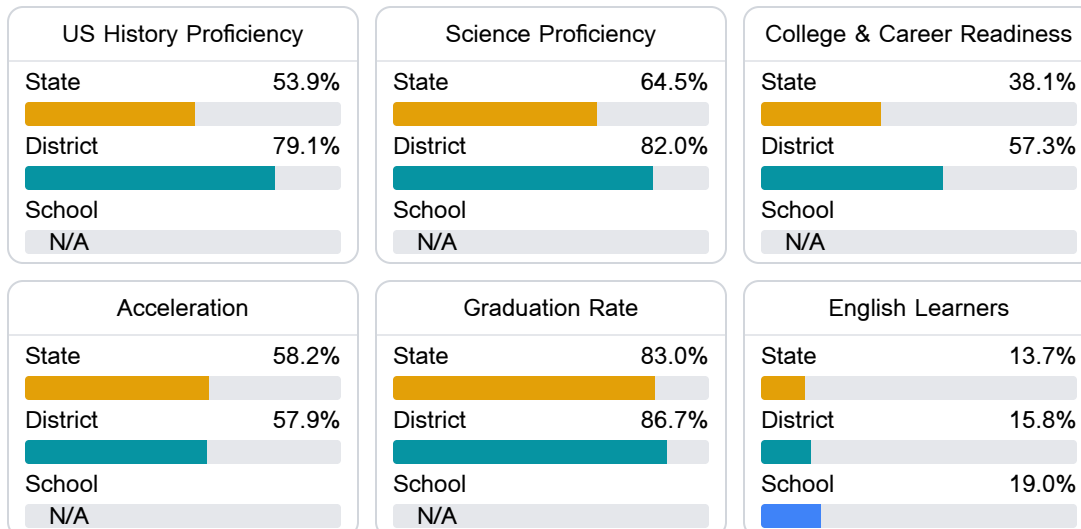 US History Proficiency
State 53.9%
District 79.1%
School
N/A
Science Proficiency
State 64.5%
District 82.0%
School
N/A
College & Career Readiness
State 38.1%
District 57.3%
School
N/A
Acceleration
State 58.2%
District 57.9%
School
N/A
Graduation Rate
State 83.0%
District 86.7%
School
N/A
English Learners
State 13.7%
District 15.8%
School 19.0%